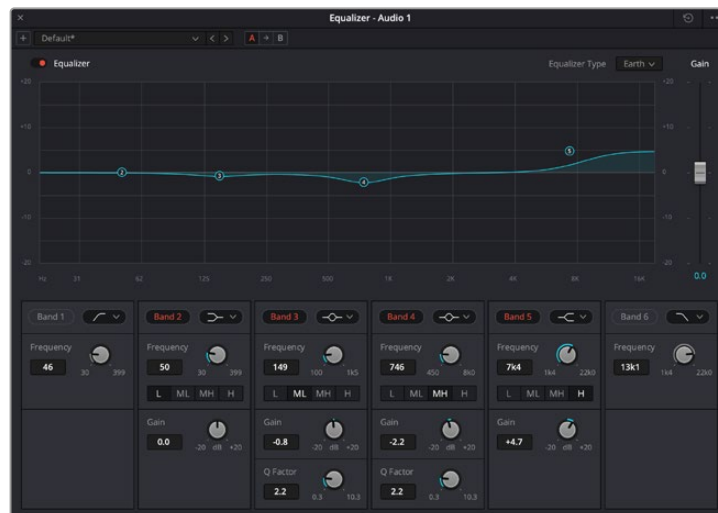 Equalizer - Audio 1
Default*
A B
Equalizer
Equalizer Type Earth Gain
+20 +20
+10 +10
0 0
-10 -10
-20 -20
Hz 31 62 125 250 500 1K 2K 4K 8K 16K
0.0
2 3 4 5
Band 1 Band 2 Band 3 Band 4 Band 5 Band 6
Frequency Frequency Frequency Frequency Frequency Frequency
46 30 399 50 30 399 149 100 1k5 746 450 8k0 7k4 1k4 22k0 13k1 1k4 22k0
L ML MH H L ML MH H L ML MH H L ML MH H
Gain Gain Gain Gain
0.0 -20 dB +20 -0.8 -20 dB +20 -2.2 -20 dB +20 +4.7 -20 dB +20
Q Factor Q Factor
2.2 0.3 10.3 2.2 0.3 10.3